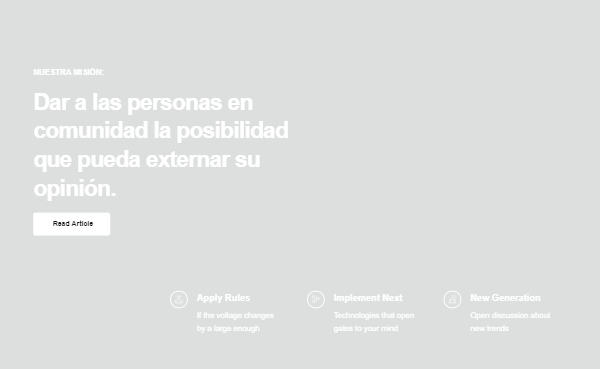 NUESTRA MISIÓN:
Dar a las personas en
comunidad la posibilidad
que pueda externar su
opinión.
Read Article
Apply Rules
If the voltage changes
by a large enough
Implement Next
Technologies that open
gates to your mind
New Generation
Open discussion about
new trends